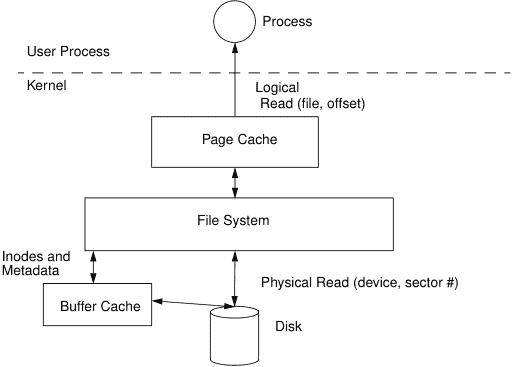 Process
User Process
Kernel
Logical
Read (file, offset)
Page Cache
File System
Inodes and
Metadata
Physical Read (device, sector #)
Buffer Cache
Disk